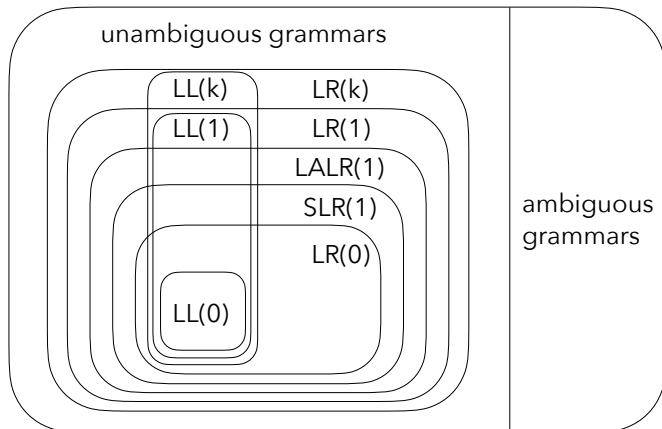 unambiguous grammars
LL(k) LR(k)
LL(1) LR(1)
LALR(1)
SLR(1)
ambiguous
grammars
LR(0)
LL(0)